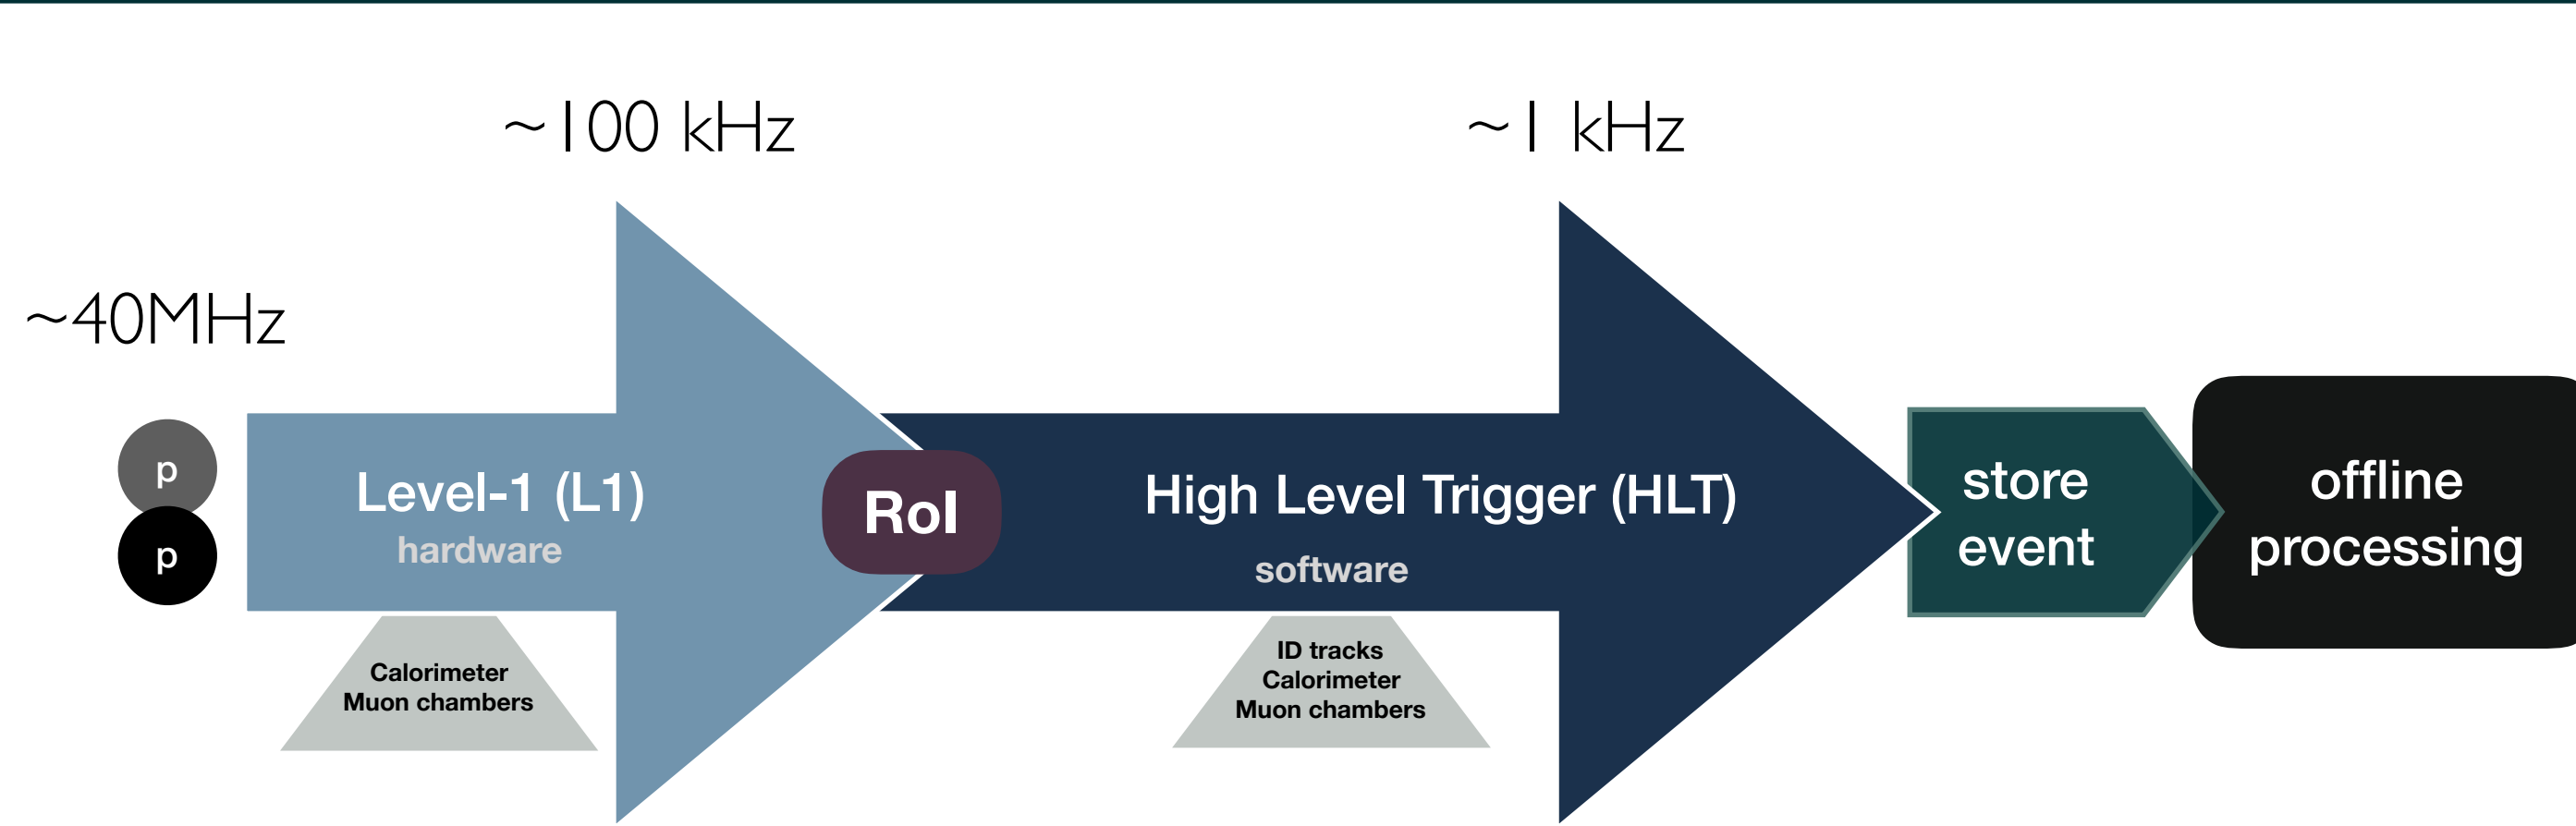 ~100 kHz
~1 kHz
~40MHz
p
p
Level-1 (L1)
hardware
RoI
High Level Trigger (HLT)
software
store
event
offline
processing
Calorimeter
Muon chambers
ID tracks
Calorimeter
Muon chambers